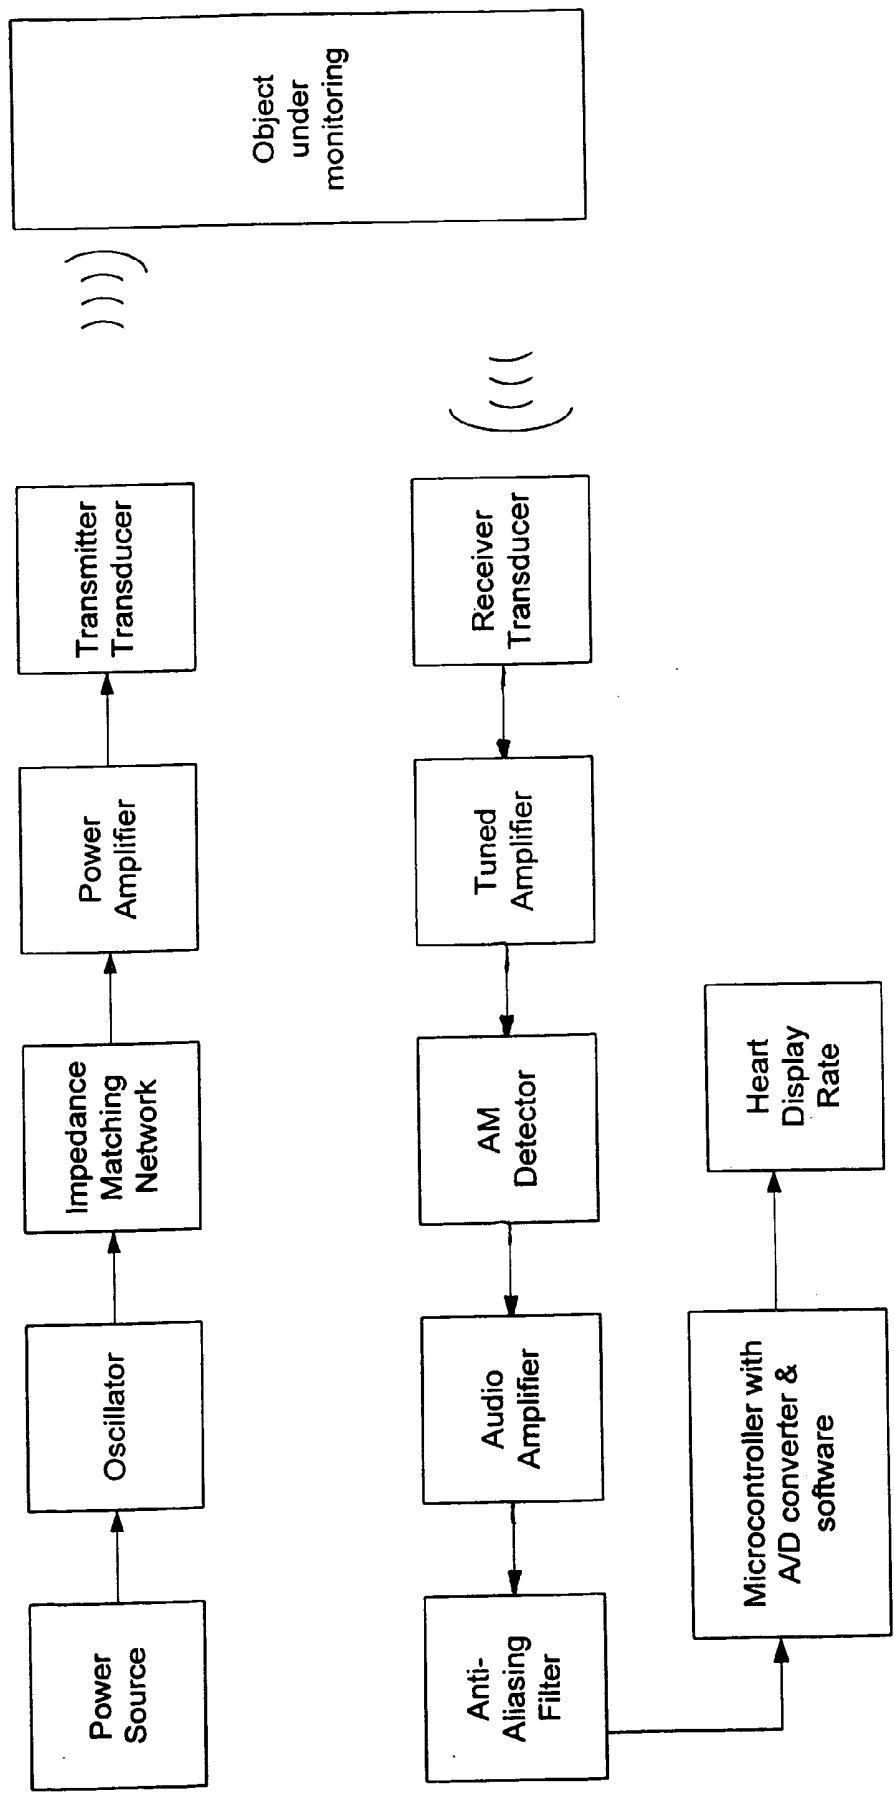 Power
Source
Oscillator
Impedance
Matching
Network
Power
Amplifier
Transmitter
Transducer
Object
under
monitoring
Receiver
Transducer
Tuned
Amplifier
AM
Detector
Audio
Amplifier
Anti-
Aliasing
Filter
Microcontroller with
A/D converter &
software
Heart
Display
Rate